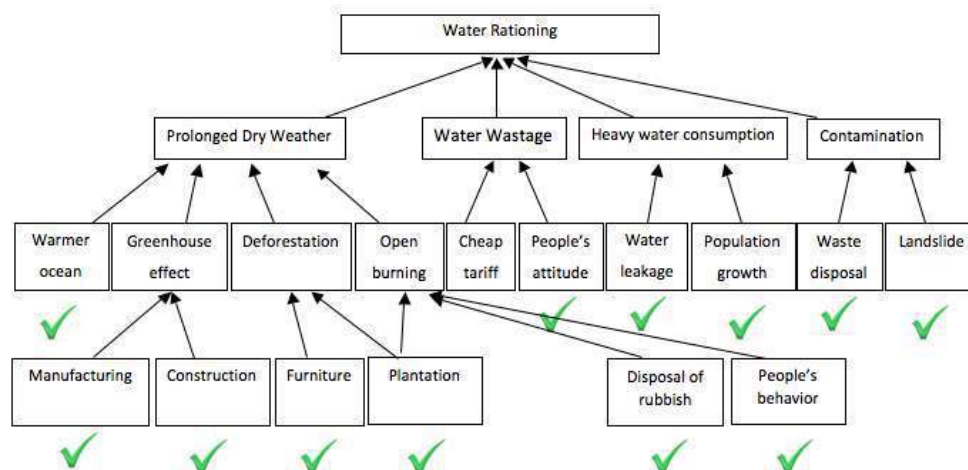 Water Rationing
Prolonged Dry Weather
Water Wastage
Heavy water consumption
Contamination
Warmer
ocean
Greenhouse
effect
Deforestation
Open
burning
Cheap
tariff
People's
attitude
Water
leakage
Population
growth
Waste
disposal
Landslide
Manufacturing
Construction
Furniture
Plantation
Disposal of
rubbish
People's
behavior